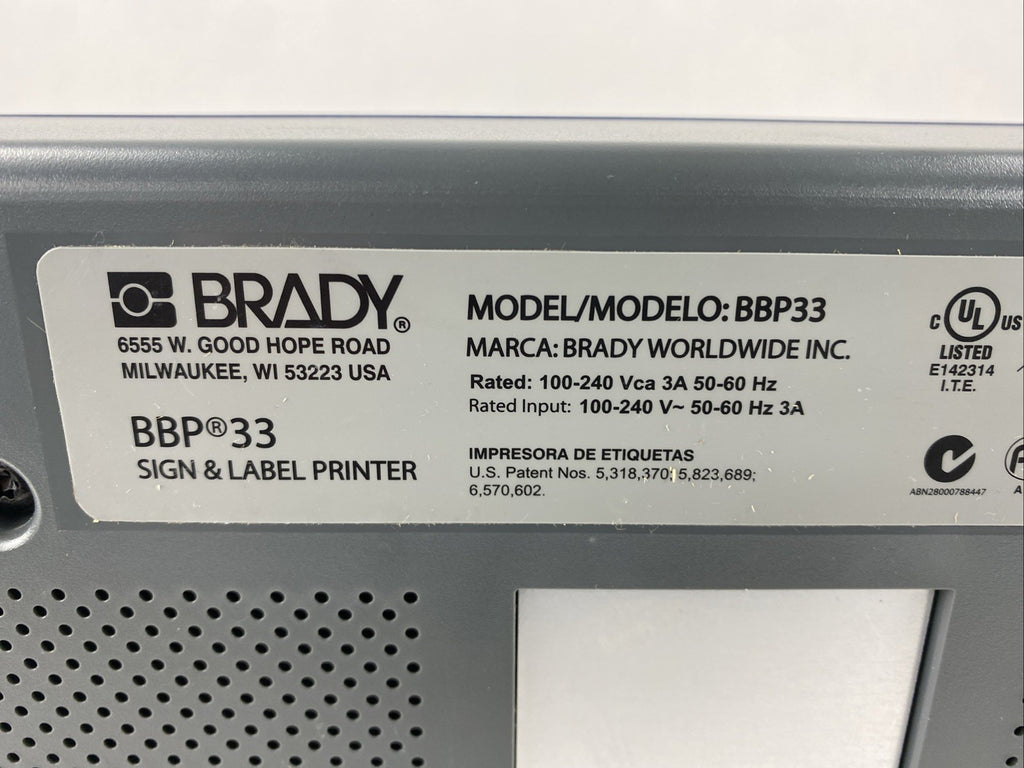 BRADY®
6555 W. GOOD HOPE ROAD
MILWAUKEE, WI 53223 USA
BBP®33
SIGN & LABEL PRINTER
MODEL/MODELO: BBP33
MARCA: BRADY WORLDWIDE INC.
Rated: 100-240 Vca 3A 50-60 Hz
Rated Input: 100-240 V~ 50-60 Hz 3A
IMPRESORA DE ETIQUETAS
U.S. Patent Nos. 5,318,370; 5,823,689;
6,570,602.
C UL US
LISTED
E142314
I.T.E.
ABN28000788447